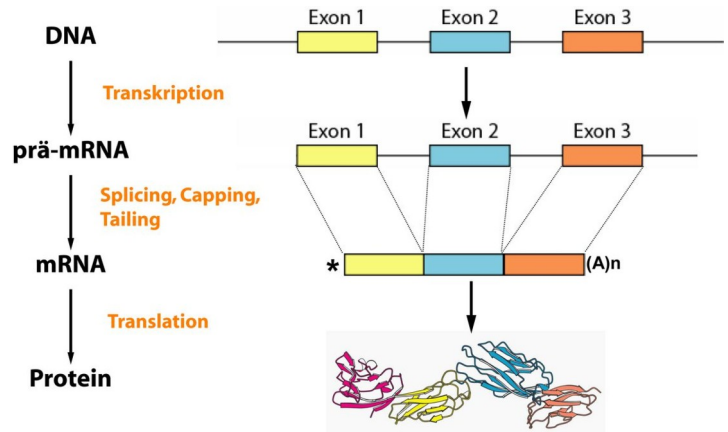 DNA
Transkription
prä-mRNA
Splicing, Capping,
Tailing
mRNA
Translation
Protein
Exon 1 Exon 2 Exon 3
Exon 1 Exon 2 Exon 3
* (A)n